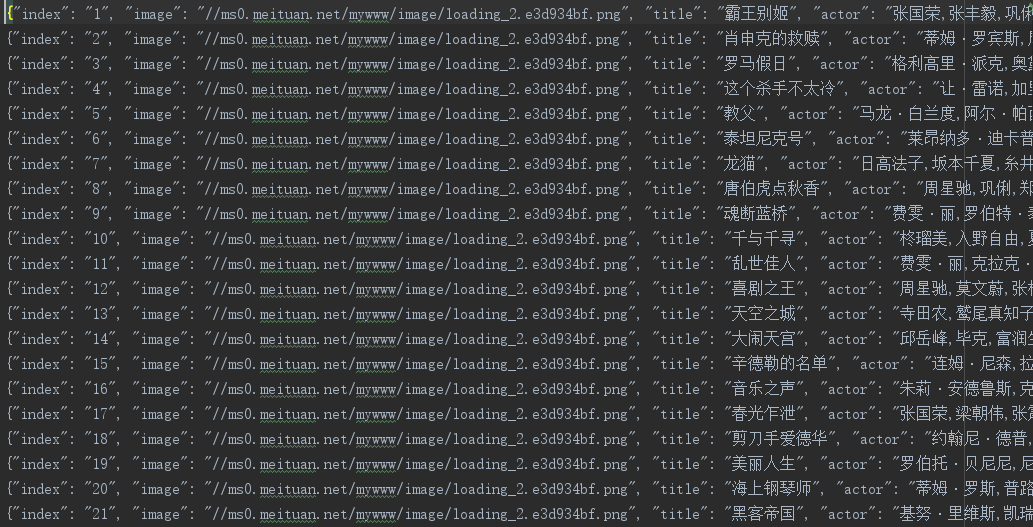 {"index": "1", "image": "//ms0.meituan.net/mywww/image/loading_2.e3d934bf.png", "title": "霸王别姬", "actor": "张国荣,张丰毅,巩俐
{"index": "2", "image": "//ms0.meituan.net/mywww/image/loading_2.e3d934bf.png", "title": "肖申克的救赎", "actor": "蒂姆·罗宾斯,
{"index": "3", "image": "//ms0.meituan.net/mywww/image/loading_2.e3d934bf.png", "title": "罗马假日", "actor": "格利高里·派克,奥黛
{"index": "4", "image": "//ms0.meituan.net/mywww/image/loading_2.e3d934bf.png", "title": "这个杀手不太冷", "actor": "让·雷诺,加里
{"index": "5", "image": "//ms0.meituan.net/mywww/image/loading_2.e3d934bf.png", "title": "教父", "actor": "马龙·白兰度,阿尔·帕西
{"index": "6", "image": "//ms0.meituan.net/mywww/image/loading_2.e3d934bf.png", "title": "泰坦尼克号", "actor": "莱昂纳多·迪卡普
{"index": "7", "image": "//ms0.meituan.net/mywww/image/loading_2.e3d934bf.png", "title": "龙猫", "actor": "日高法子,坂本千夏,糸井
{"index": "8", "image": "//ms0.meituan.net/mywww/image/loading_2.e3d934bf.png", "title": "唐伯虎点秋香", "actor": "周星驰,巩俐,郑
{"index": "9", "image": "//ms0.meituan.net/mywww/image/loading_2.e3d934bf.png", "title": "魂断蓝桥", "actor": "费雯·丽,罗伯特·泰
{"index": "10", "image": "//ms0.meituan.net/mywww/image/loading_2.e3d934bf.png", "title": "千与千寻", "actor": "柊瑠美,入野自由,夏
{"index": "11", "image": "//ms0.meituan.net/mywww/image/loading_2.e3d934bf.png", "title": "乱世佳人", "actor": "费雯·丽,克拉克·
{"index": "12", "image": "//ms0.meituan.net/mywww/image/loading_2.e3d934bf.png", "title": "喜剧之王", "actor": "周星驰,莫文蔚,张柏
{"index": "13", "image": "//ms0.meituan.net/mywww/image/loading_2.e3d934bf.png", "title": "天空之城", "actor": "寺田农,鹫尾真知子
{"index": "14", "image": "//ms0.meituan.net/mywww/image/loading_2.e3d934bf.png", "title": "大闹天宫", "actor": "邱岳峰,毕克,富润生
{"index": "15", "image": "//ms0.meituan.net/mywww/image/loading_2.e3d934bf.png", "title": "辛德勒的名单", "actor": "连姆·尼森,拉
{"index": "16", "image": "//ms0.meituan.net/mywww/image/loading_2.e3d934bf.png", "title": "音乐之声", "actor": "朱莉·安德鲁斯,克
{"index": "17", "image": "//ms0.meituan.net/mywww/image/loading_2.e3d934bf.png", "title": "春光乍泄", "actor": "张国荣,梁朝伟,张
{"index": "18", "image": "//ms0.meituan.net/mywww/image/loading_2.e3d934bf.png", "title": "剪刀手爱德华", "actor": "约翰尼·德普,
{"index": "19", "image": "//ms0.meituan.net/mywww/image/loading_2.e3d934bf.png", "title": "美丽人生", "actor": "罗伯托·贝尼尼,尼
{"index": "20", "image": "//ms0.meituan.net/mywww/image/loading_2.e3d934bf.png", "title": "海上钢琴师", "actor": "蒂姆·罗斯,普路
{"index": "21", "image": "//ms0.meituan.net/mywww/image/loading_2.e3d934bf.png", "title": "黑客帝国", "actor": "基努·里维斯,凯瑞